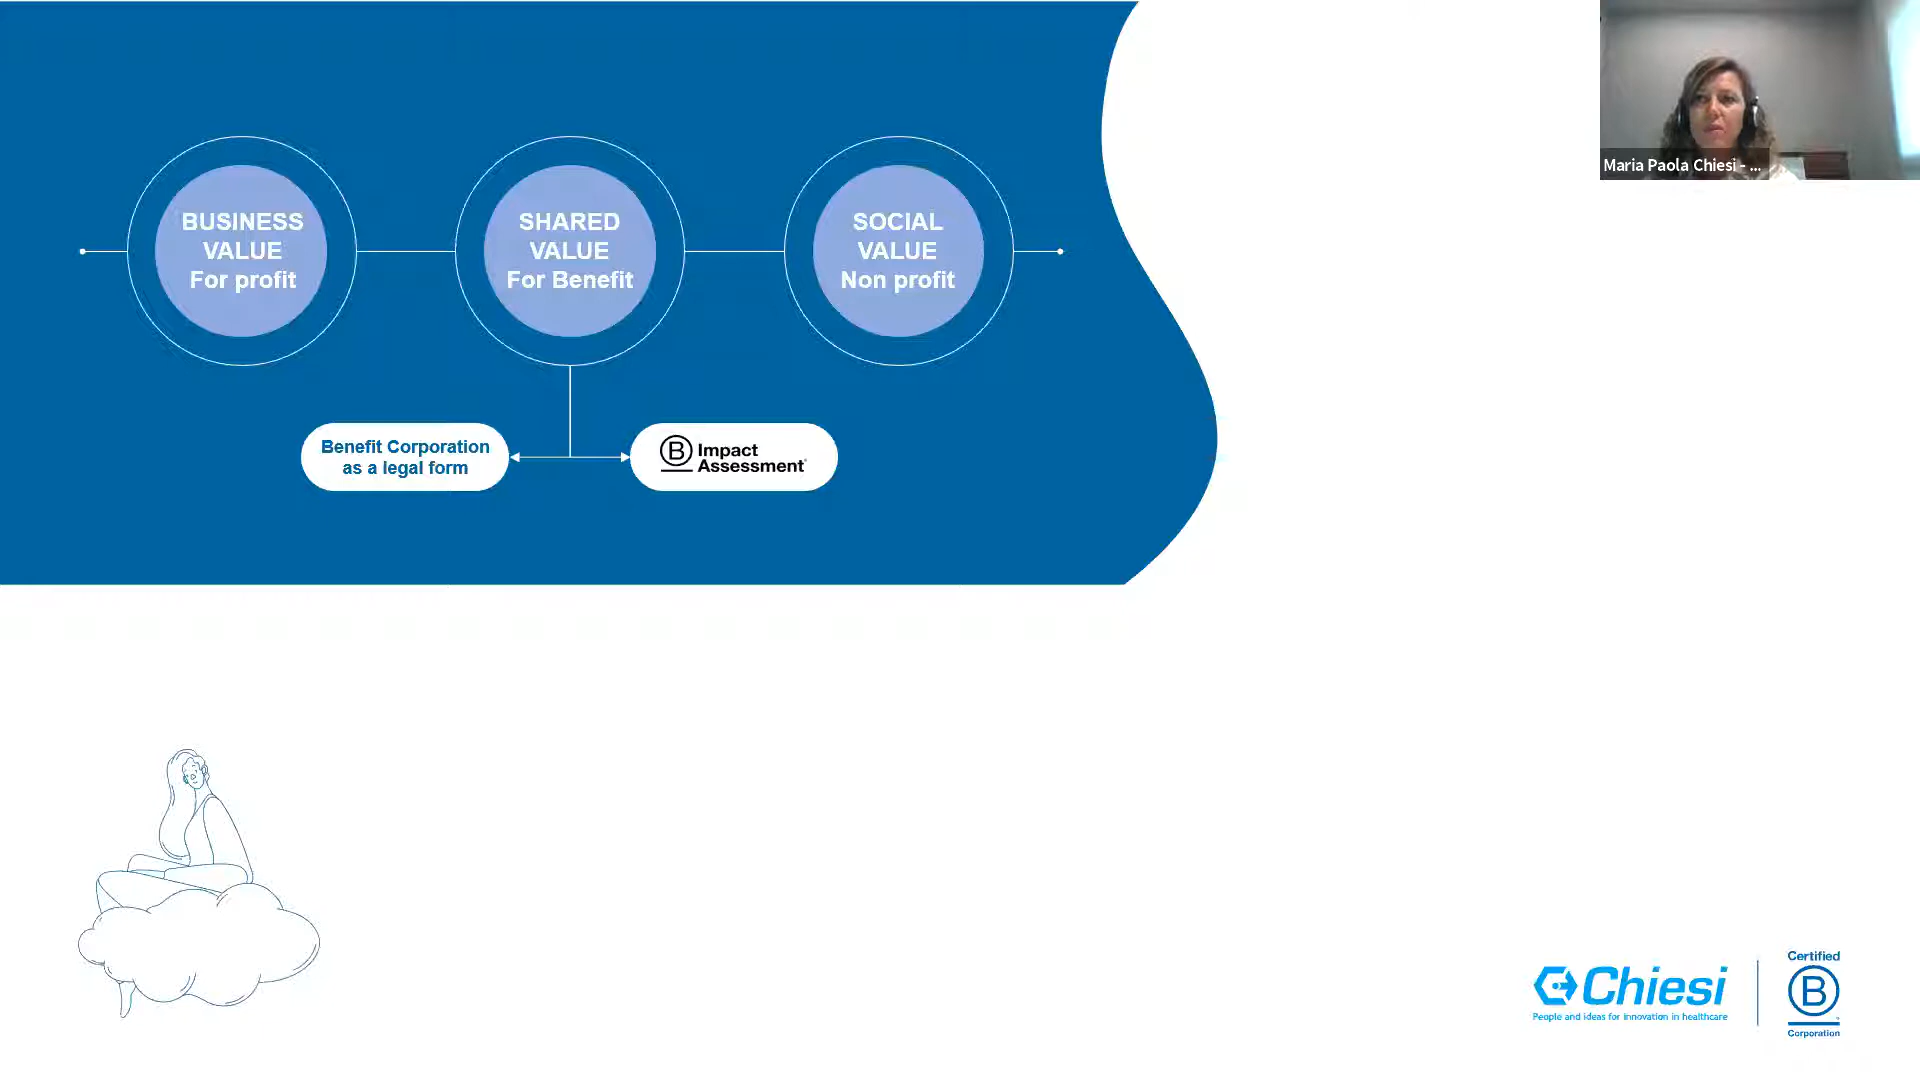 BUSINESS
VALUE
For profit
SHARED
VALUE
For Benefit
SOCIAL
VALUE
Non profit
Benefit Corporation
as a legal form
B Impact
Assessment
Maria Paola Chiesi - ...
Chiesi
People and ideas for innovation in healthcare
Certified
B
Corporation